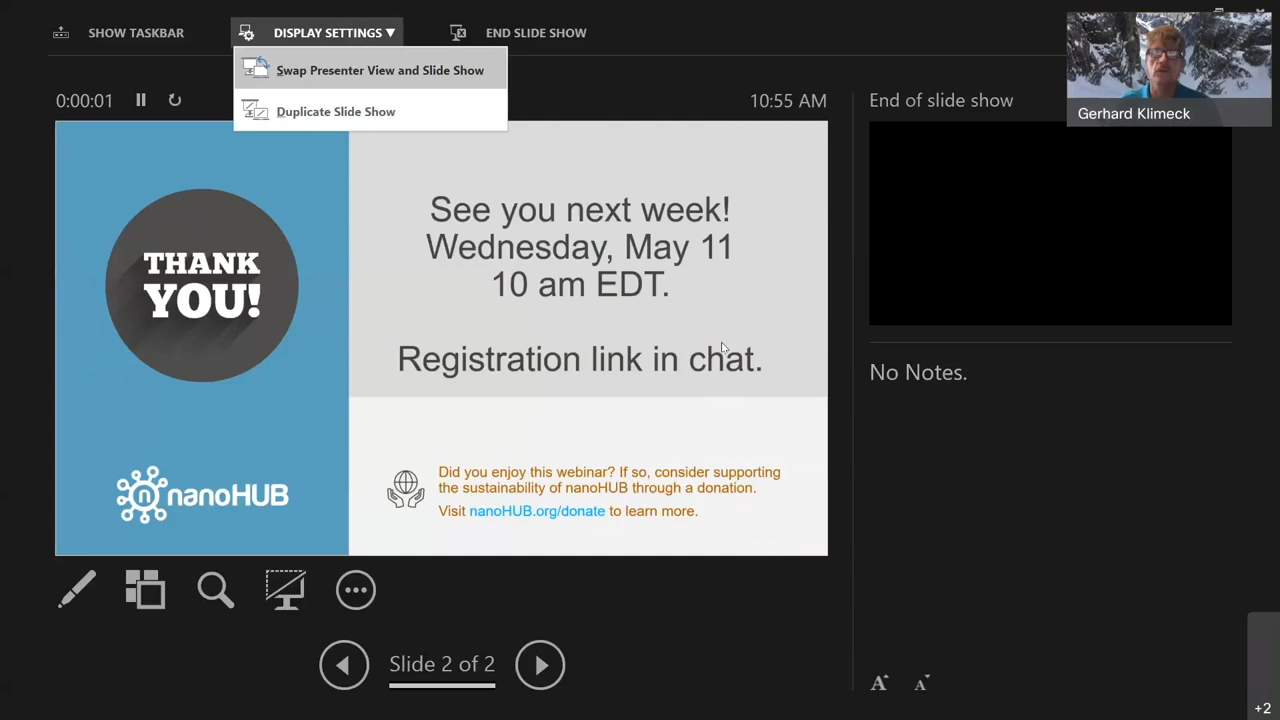 SHOW TASKBAR
DISPLAY SETTINGS ▼
END SLIDE SHOW
Swap Presenter View and Slide Show
Duplicate Slide Show
0:00:01
10:55 AM
End of slide show
Gerhard Klimeck
THANK
YOU!
See you next week!
Wednesday, May 11
10 am EDT.
Registration link in chat.
No Notes.
n nanoHUB
Did you enjoy this webinar? If so, consider supporting
the sustainability of nanoHUB through a donation.
Visit nanoHUB.org/donate to learn more.
Slide 2 of 2
A A
+2